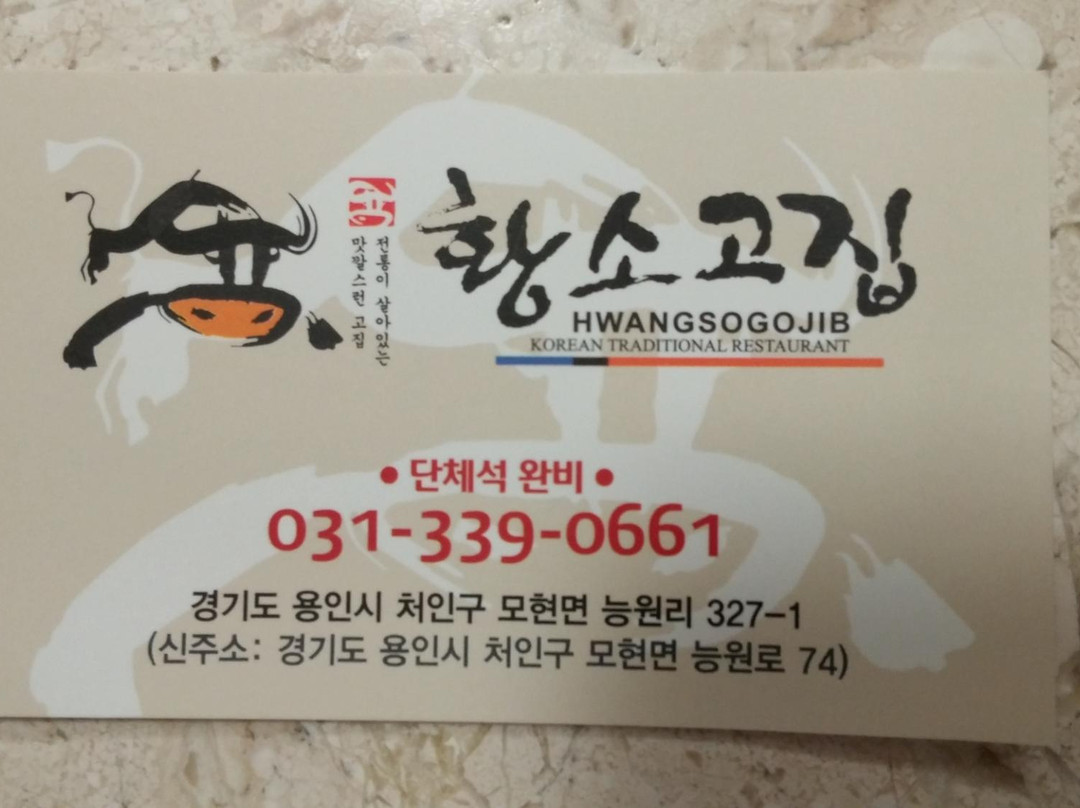 전통이 살아있는
맛깔스런 고집
황소고집
HWANGSOGOJIB
KOREAN TRADITIONAL RESTAURANT
• 단체석 완비 •
031-339-0661
경기도 용인시 처인구 모현면 능원리 327-1
(신주소: 경기도 용인시 처인구 모현면 능원로 74)